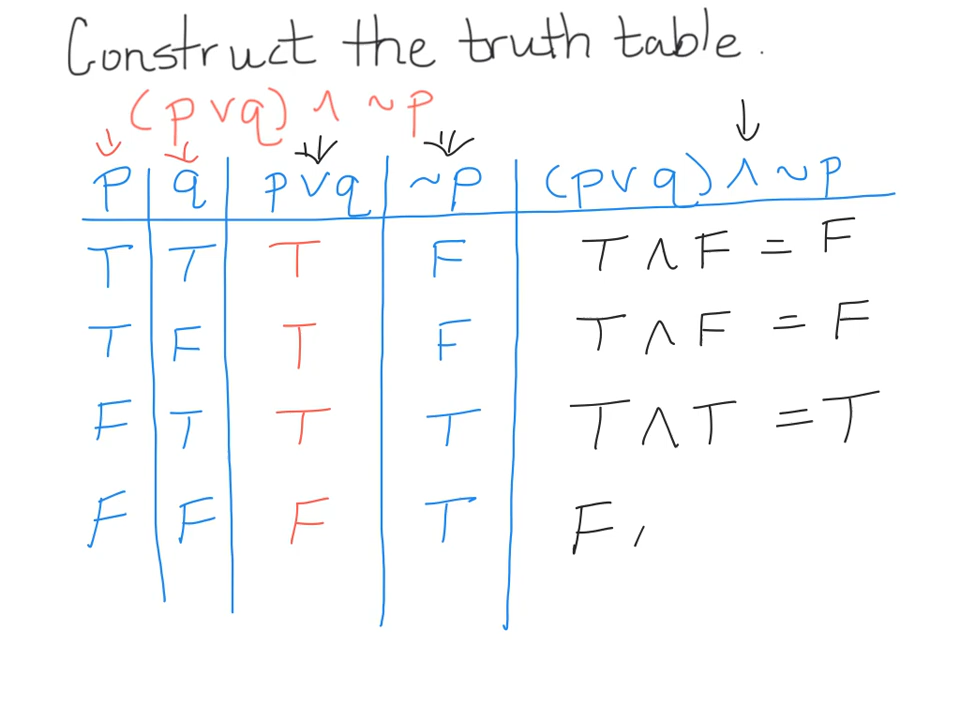 Construct the truth table.
(p ∨ q) ∧ ~p
p q p ∨ q ~p (p ∨ q) ∧ ~p
T T T F T ∧ F = F
T F T F T ∧ F = F
F T T T T ∧ T = T
F F F T F